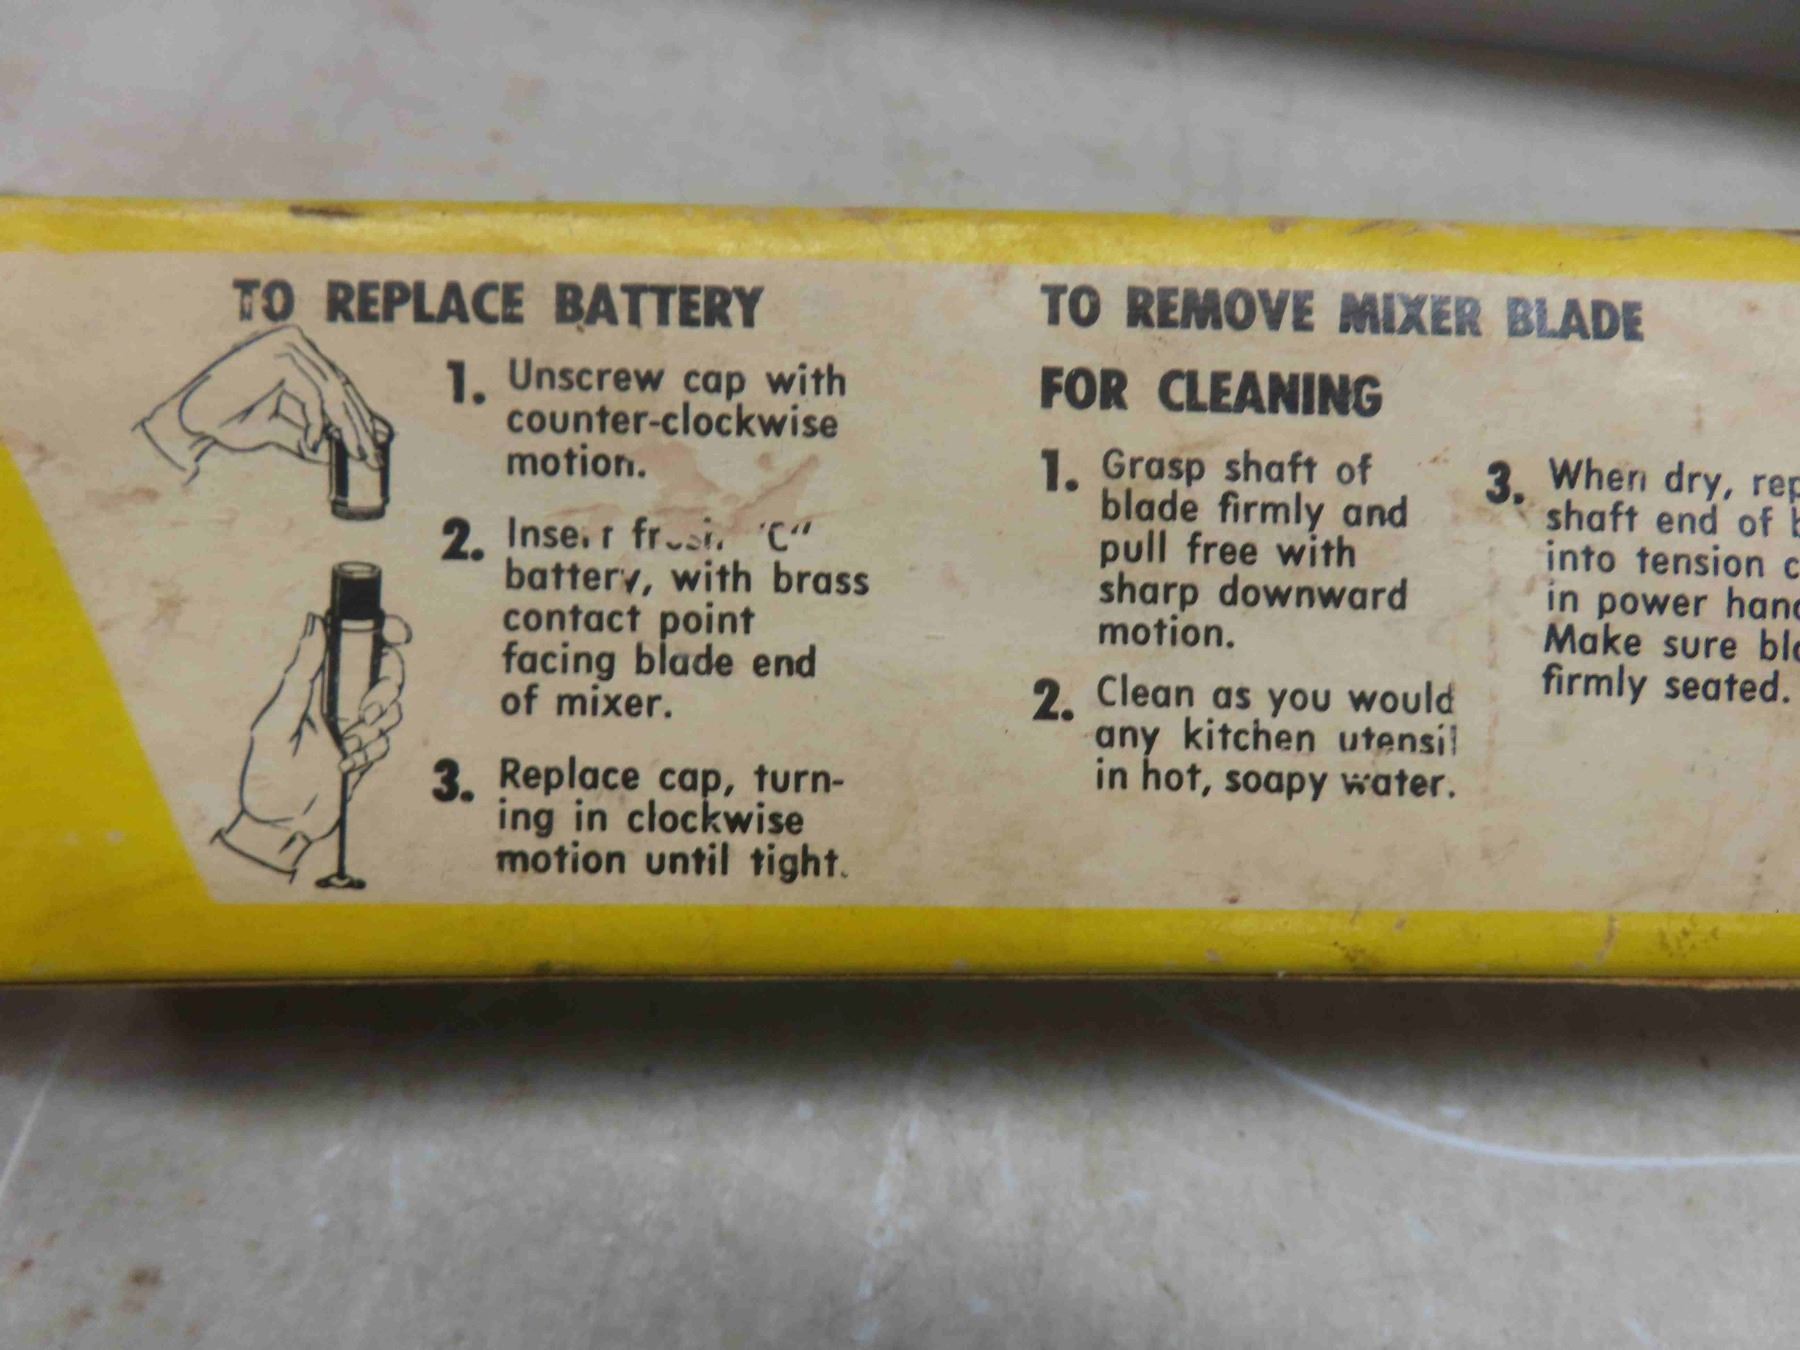 TO REPLACE BATTERY
1. Unscrew cap with
counter-clockwise
motion.
2. Insert fresh "C"
battery, with brass
contact point
facing blade end
of mixer.
3. Replace cap, turn-
ing in clockwise
motion until tight.
TO REMOVE MIXER BLADE
FOR CLEANING
1. Grasp shaft of
blade firmly and
pull free with
sharp downward
motion.
2. Clean as you would
any kitchen utensil
in hot, soapy water.
3. When dry,
shaft end of
into tension
in power
Make sure
firmly seated.